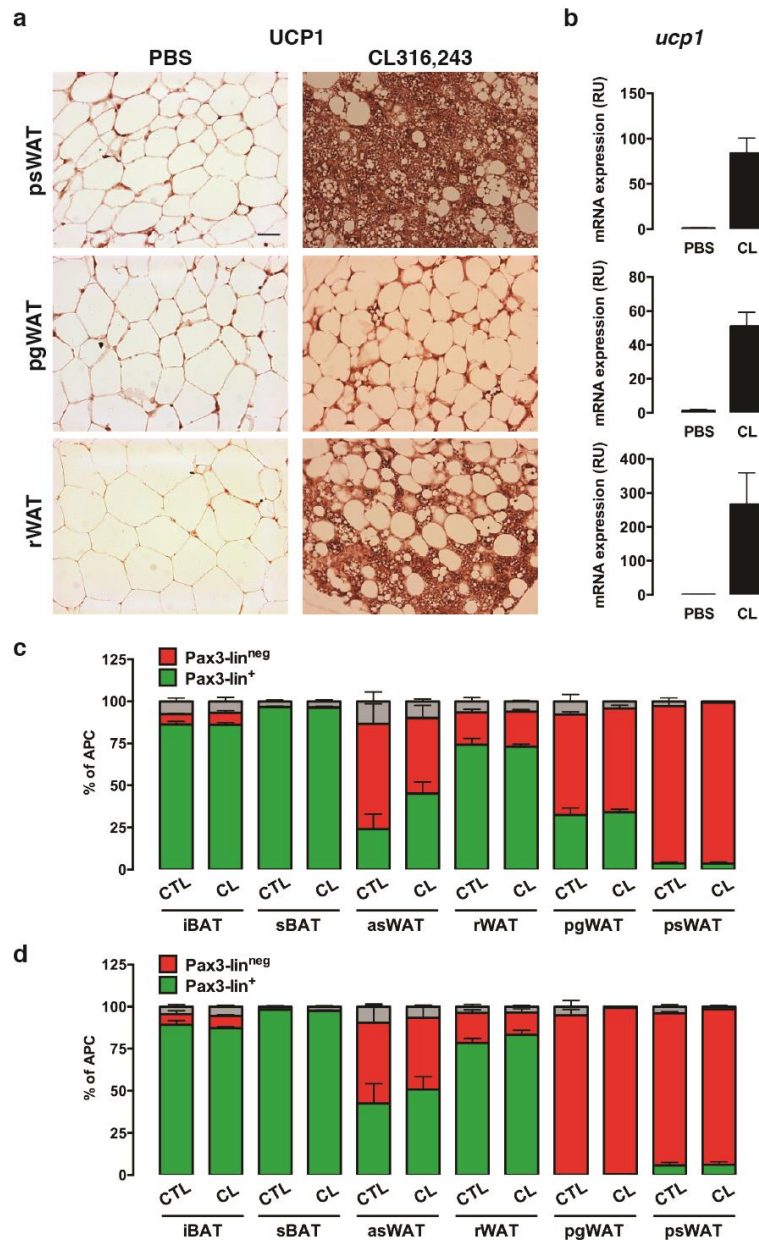 a
UCP1
PBS
CL316,243
psWAT
pgWAT
rWAT
b
ucp1
mRNA expression (RU)
150
100
50
0
PBS CL
mRNA expression (RU)
80
60
40
20
0
PBS CL
mRNA expression (RU)
400
300
200
100
0
PBS CL
c
Pax3-lin^neg
Pax3-lin^+
% of APC
125
100
75
50
25
0
CTL CL CTL CL CTL CL CTL CL CTL CL CTL CL
iBAT sBAT asWAT rWAT pgWAT psWAT
d
Pax3-lin^neg
Pax3-lin^+
% of APC
125
100
75
50
25
0
CTL CL CTL CL CTL CL CTL CL CTL CL CTL CL
iBAT sBAT asWAT rWAT pgWAT psWAT